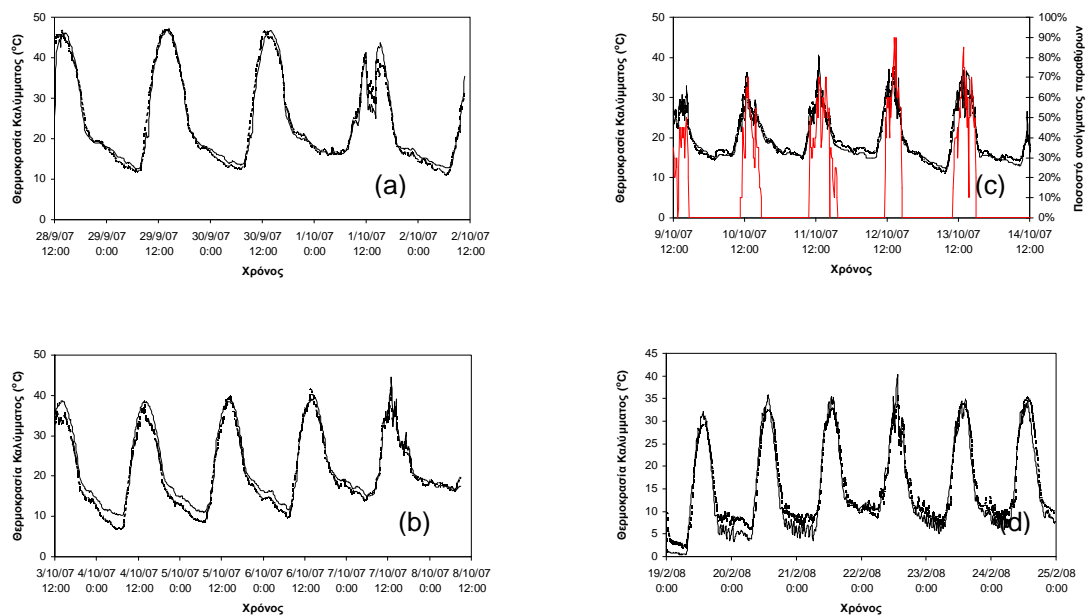 Θερμοκρασία Καλύμματος (°C)
50
40
30
20
10
0
(a)
28/9/07 29/9/07 29/9/07 30/9/07 30/9/07 1/10/07 1/10/07 2/10/07 2/10/07
12:00 0:00 12:00 0:00 12:00 0:00 12:00 0:00 12:00
Χρόνος
Θερμοκρασία Καλύμματος (°C)
50
40
30
20
10
0
(c)
100%
90%
80%
70%
60%
50%
40%
30%
20%
10%
0%
Ποσοστό ανοίγματος παραθύρων
9/10/07 10/10/07 11/10/07 12/10/07 13/10/07 14/10/07
12:00 12:00 12:00 12:00 12:00 12:00
Χρόνος
Θερμοκρασία Καλύμματος (°C)
50
40
30
20
10
0
(b)
3/10/07 4/10/07 4/10/07 5/10/07 5/10/07 6/10/07 6/10/07 7/10/07 7/10/07 8/10/07 8/10/07
12:00 0:00 12:00 0:00 12:00 0:00 12:00 0:00 12:00 0:00 12:00
Χρόνος
Θερμοκρασία Καλύμματος (°C)
45
40
35
30
25
20
15
10
5
0
(d)
19/2/08 20/2/08 21/2/08 22/2/08 23/2/08 24/2/08 25/2/08
0:00 0:00 0:00 0:00 0:00 0:00 0:00
Χρόνος